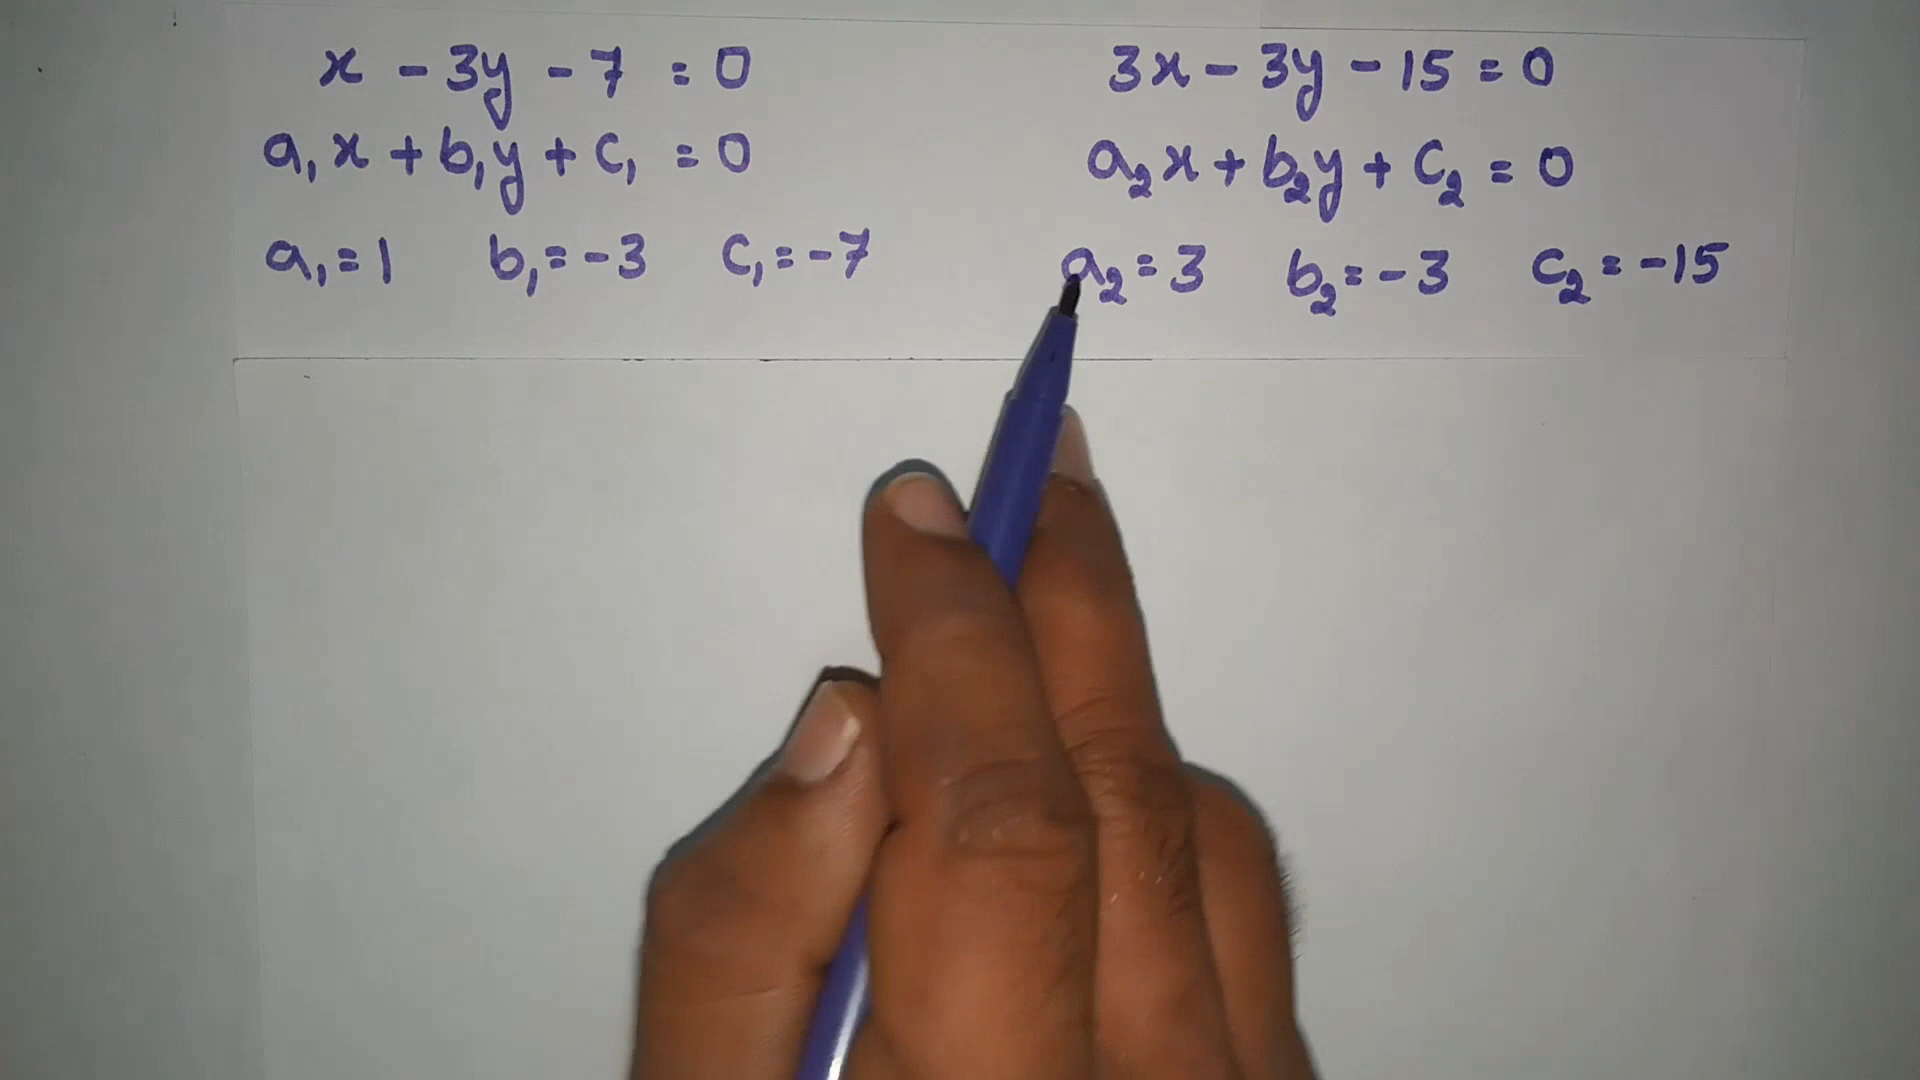 x - 3y - 7 = 0
a₁x + b₁y + c₁ = 0
a₁ = 1 b₁ = -3 c₁ = -7
3x - 3y - 15 = 0
a₂x + b₂y + c₂ = 0
a₂ = 3 b₂ = -3 c₂ = -15